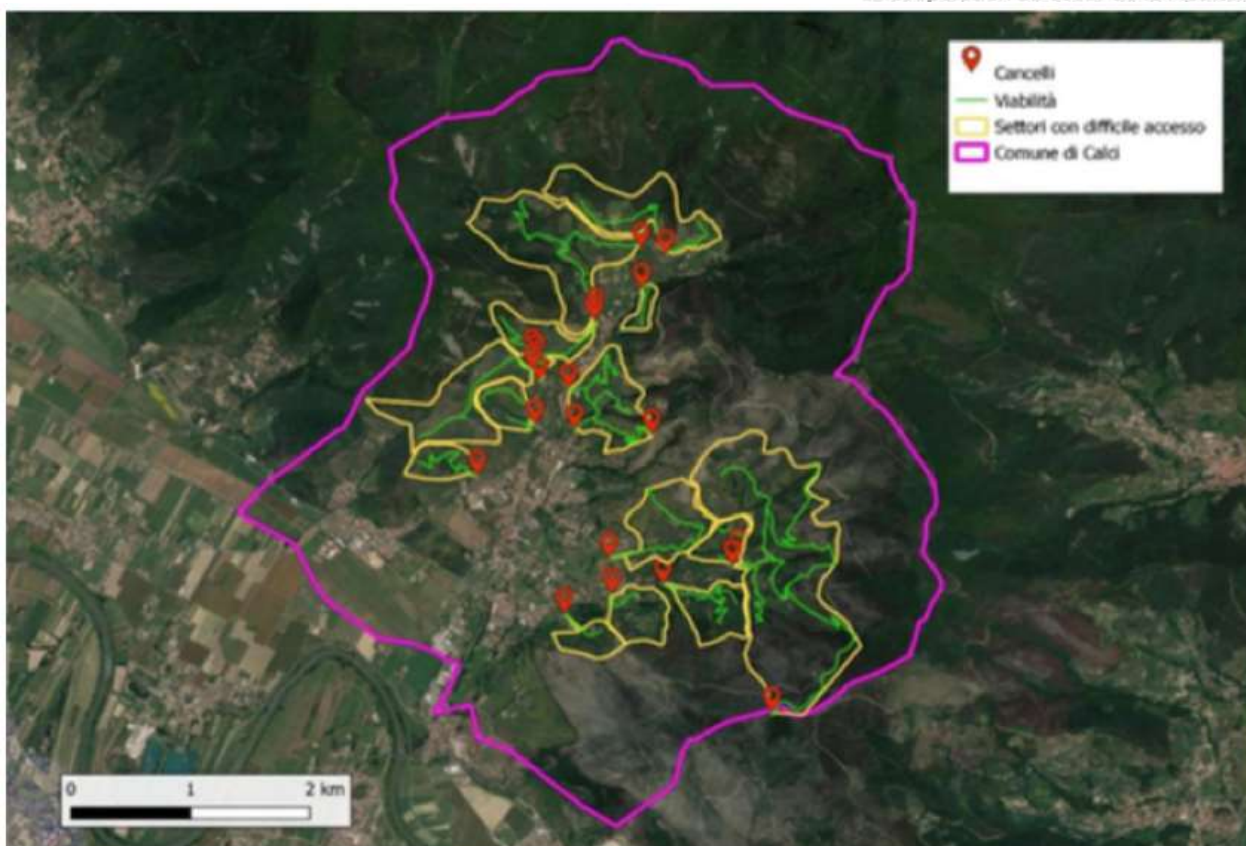 Cancelli
Viabilità
Settori con difficile accesso
Comune di Calci
0 1 2 km